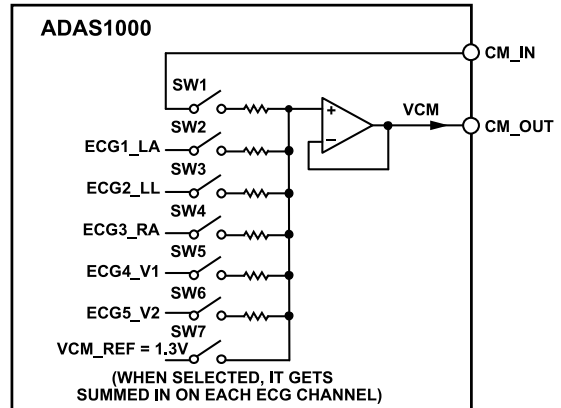 ADAS1000
CM_IN
SW1
VCM
+
–
CM_OUT
SW2
ECG1_LA
SW3
ECG2_LL
SW4
ECG3_RA
SW5
ECG4_V1
SW6
ECG5_V2
SW7
VCM_REF = 1.3V
(WHEN SELECTED, IT GETS
SUMMED IN ON EACH ECG CHANNEL)